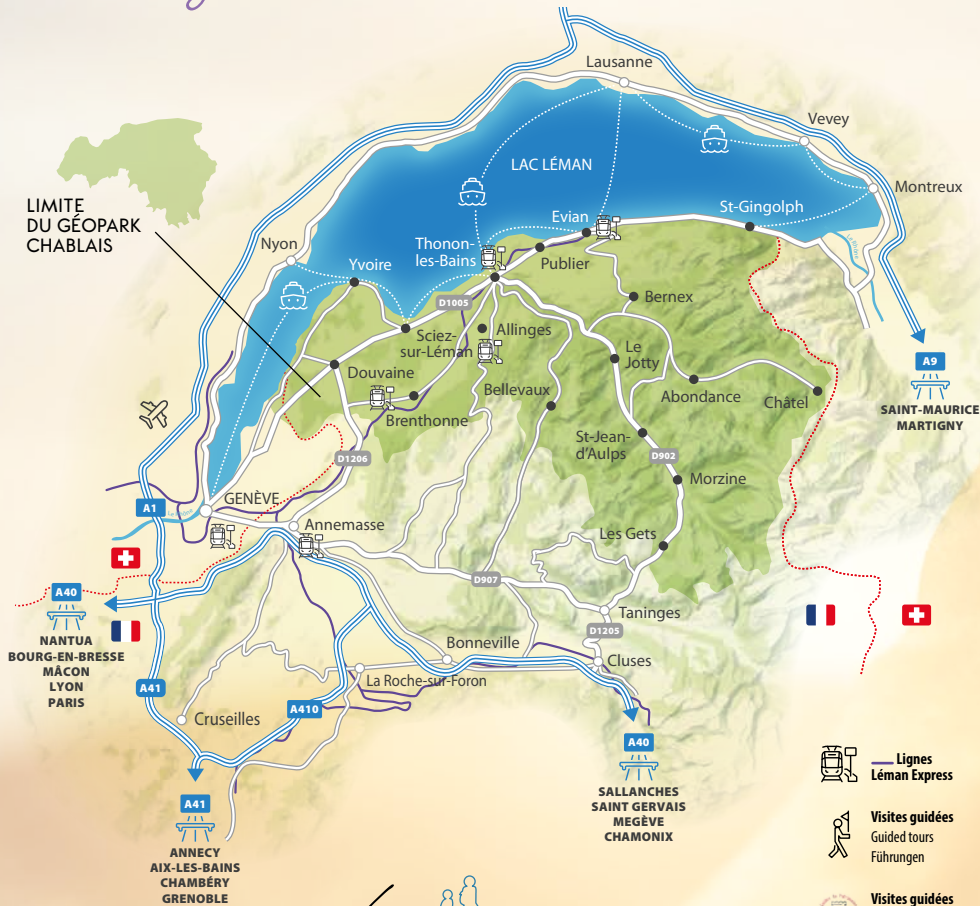 Lausanne
Vevey
LAC LÉMAN
Montreux
LIMITE
DU GÉOPARK
CHABLAIS
St-Gingolph
Evian
Nyon
Thonon-
les-Bains
Publier
Le Rhône
Yvoire
Bernex
D1005
Sciez-
sur-Léman
Allinges
Le
Jotty
A9
SAINT-MAURICE
MARTIGNY
Douvaine
Bellevaux
Abondance
Châtel
Brenthonne
St-Jean-
d'Aulps
D1206
D902
Morzine
GENÈVE
A1
Le Rhône
Annemasse
Les Gets
D907
A40
NANTUA
BOURG-EN-BRESSE
MÂCON
LYON
PARIS
Taninges
D1205
Bonneville
Cluses
La Roche-sur-Foron
A41
A410
Cruseilles
A40
SALLANCHES
SAINT GERVAIS
MEGÈVE
CHAMONIX
A41
ANNECY
AIX-LES-BAINS
CHAMBÉRY
GRENOBLE
Lignes
Léman Express
Visites guidées
Guided tours
Führungen
Visites guidées